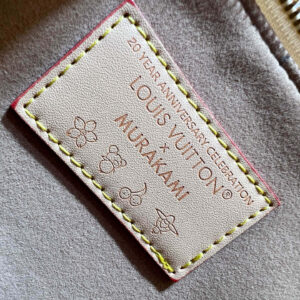 20 YEAR ANNIVERSARY CELEBRATION
LOUIS VUITTON®
×
MURAKAMI